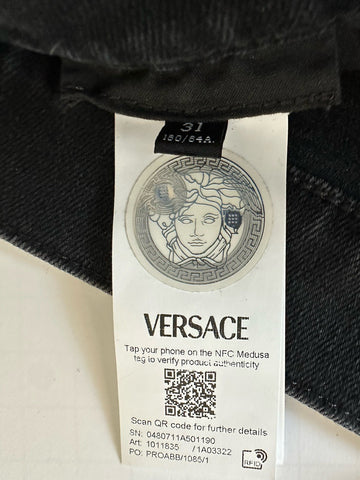 31
180/84A.
VERSACE
Tap your phone on the NFC Medusa
tag to verify product authenticity
Scan QR code for further details
SN: 0480711A501190
Art: 1011835 /1A03322
PO: PROABB/1085/1
RFID